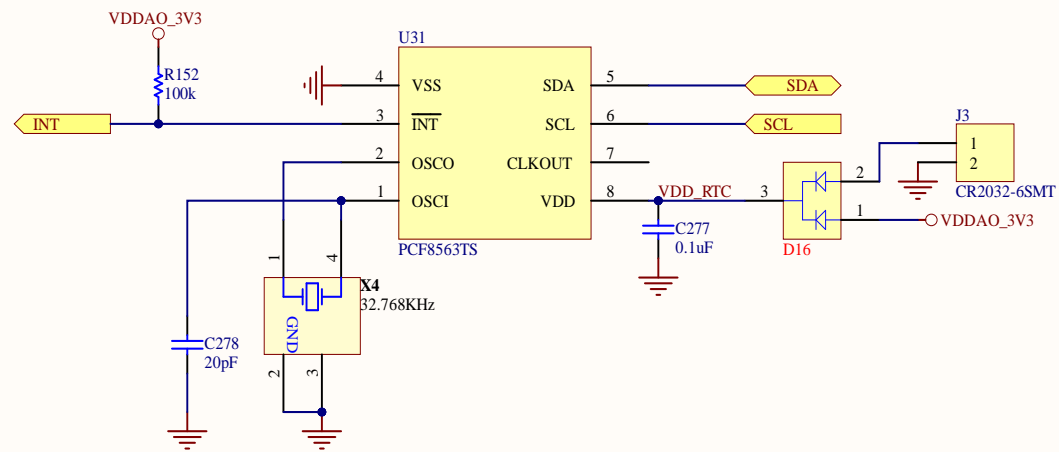 VDDAO_3V3
R152
100k
INT
U31
4
VSS
SDA
5
SDA
3
INT
SCL
6
SCL
2
OSCO
CLKOUT
7
1
OSCI
VDD
8
PCF8563TS
VDD_RTC
C277
0.1uF
3
2
1
D16
J3
1
2
CR2032-6SMT
VDDAO_3V3
1
4
X4
32.768KHz
GND
2
3
C278
20pF